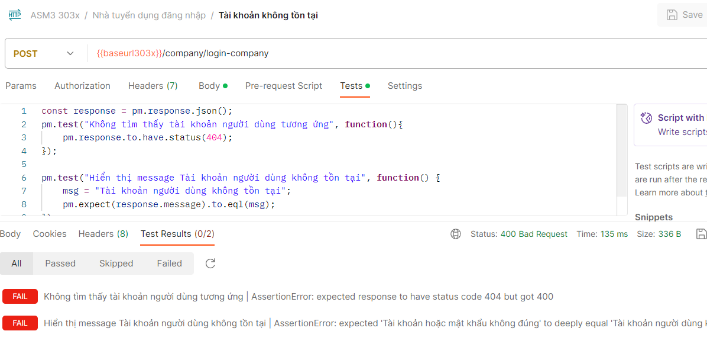 HTTP ASM3 303x / Nhà tuyển dụng đăng nhập / Tài khoản không tồn tại Save
POST {{baseurl303x}}/company/login-company
Params Authorization Headers (7) Body Pre-request Script Tests Settings
1 const response = pm.response.json();
2 pm.test("Không tìm thấy tài khoản người dùng tương ứng", function(){
3 pm.response.to.have.status(404);
4 });
5
6 pm.test("Hiển thị message Tài khoản người dùng không tồn tại", function() {
7 msg = "Tài khoản người dùng không tồn tại";
8 pm.expect(response.message).to.eql(msg);
Script with
Write scripts
Test scripts are wri
are run after the re
Learn more about
Snippets
Body Cookies Headers (8) Test Results (0/2) Status: 400 Bad Request Time: 135 ms Size: 336 B
All Passed Skipped Failed
FAIL Không tìm thấy tài khoản người dùng tương ứng | AssertionError: expected response to have status code 404 but got 400
FAIL Hiển thị message Tài khoản người dùng không tồn tại | AssertionError: expected 'Tài khoản hoặc mật khẩu không đúng' to deeply equal 'Tài khoản người dùng k